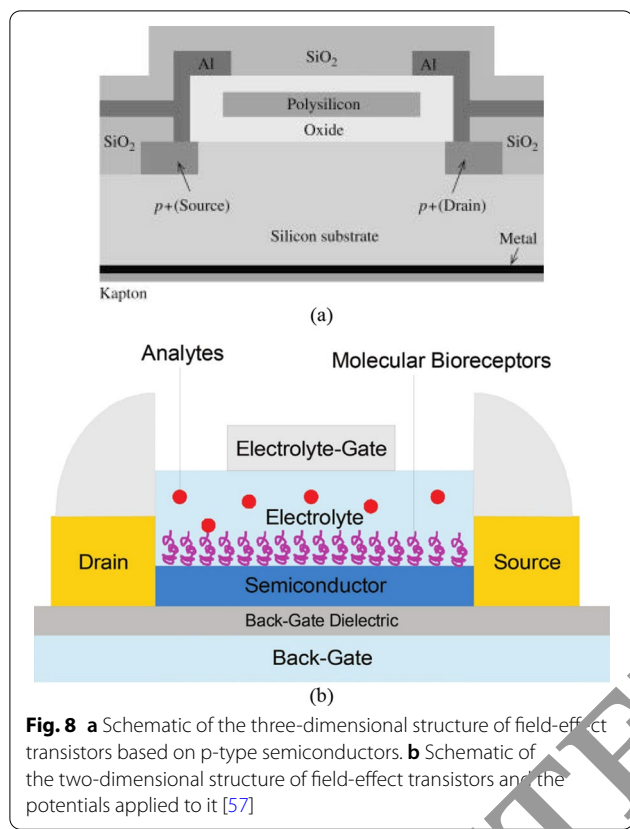 Al
SiO2
Al
Polysilicon
Oxide
SiO2
SiO2
p+(Source)
p+(Drain)
Silicon substrate
Metal
Kapton
(a)
Analytes
Molecular Bioreceptors
Electrolyte-Gate
Electrolyte
Drain
Source
Semiconductor
Back-Gate Dielectric
Back-Gate
(b)
Fig. 8 a Schematic of the three-dimensional structure of field-effect
transistors based on p-type semiconductors. b Schematic of
the two-dimensional structure of field-effect transistors and the
potentials applied to it [57]